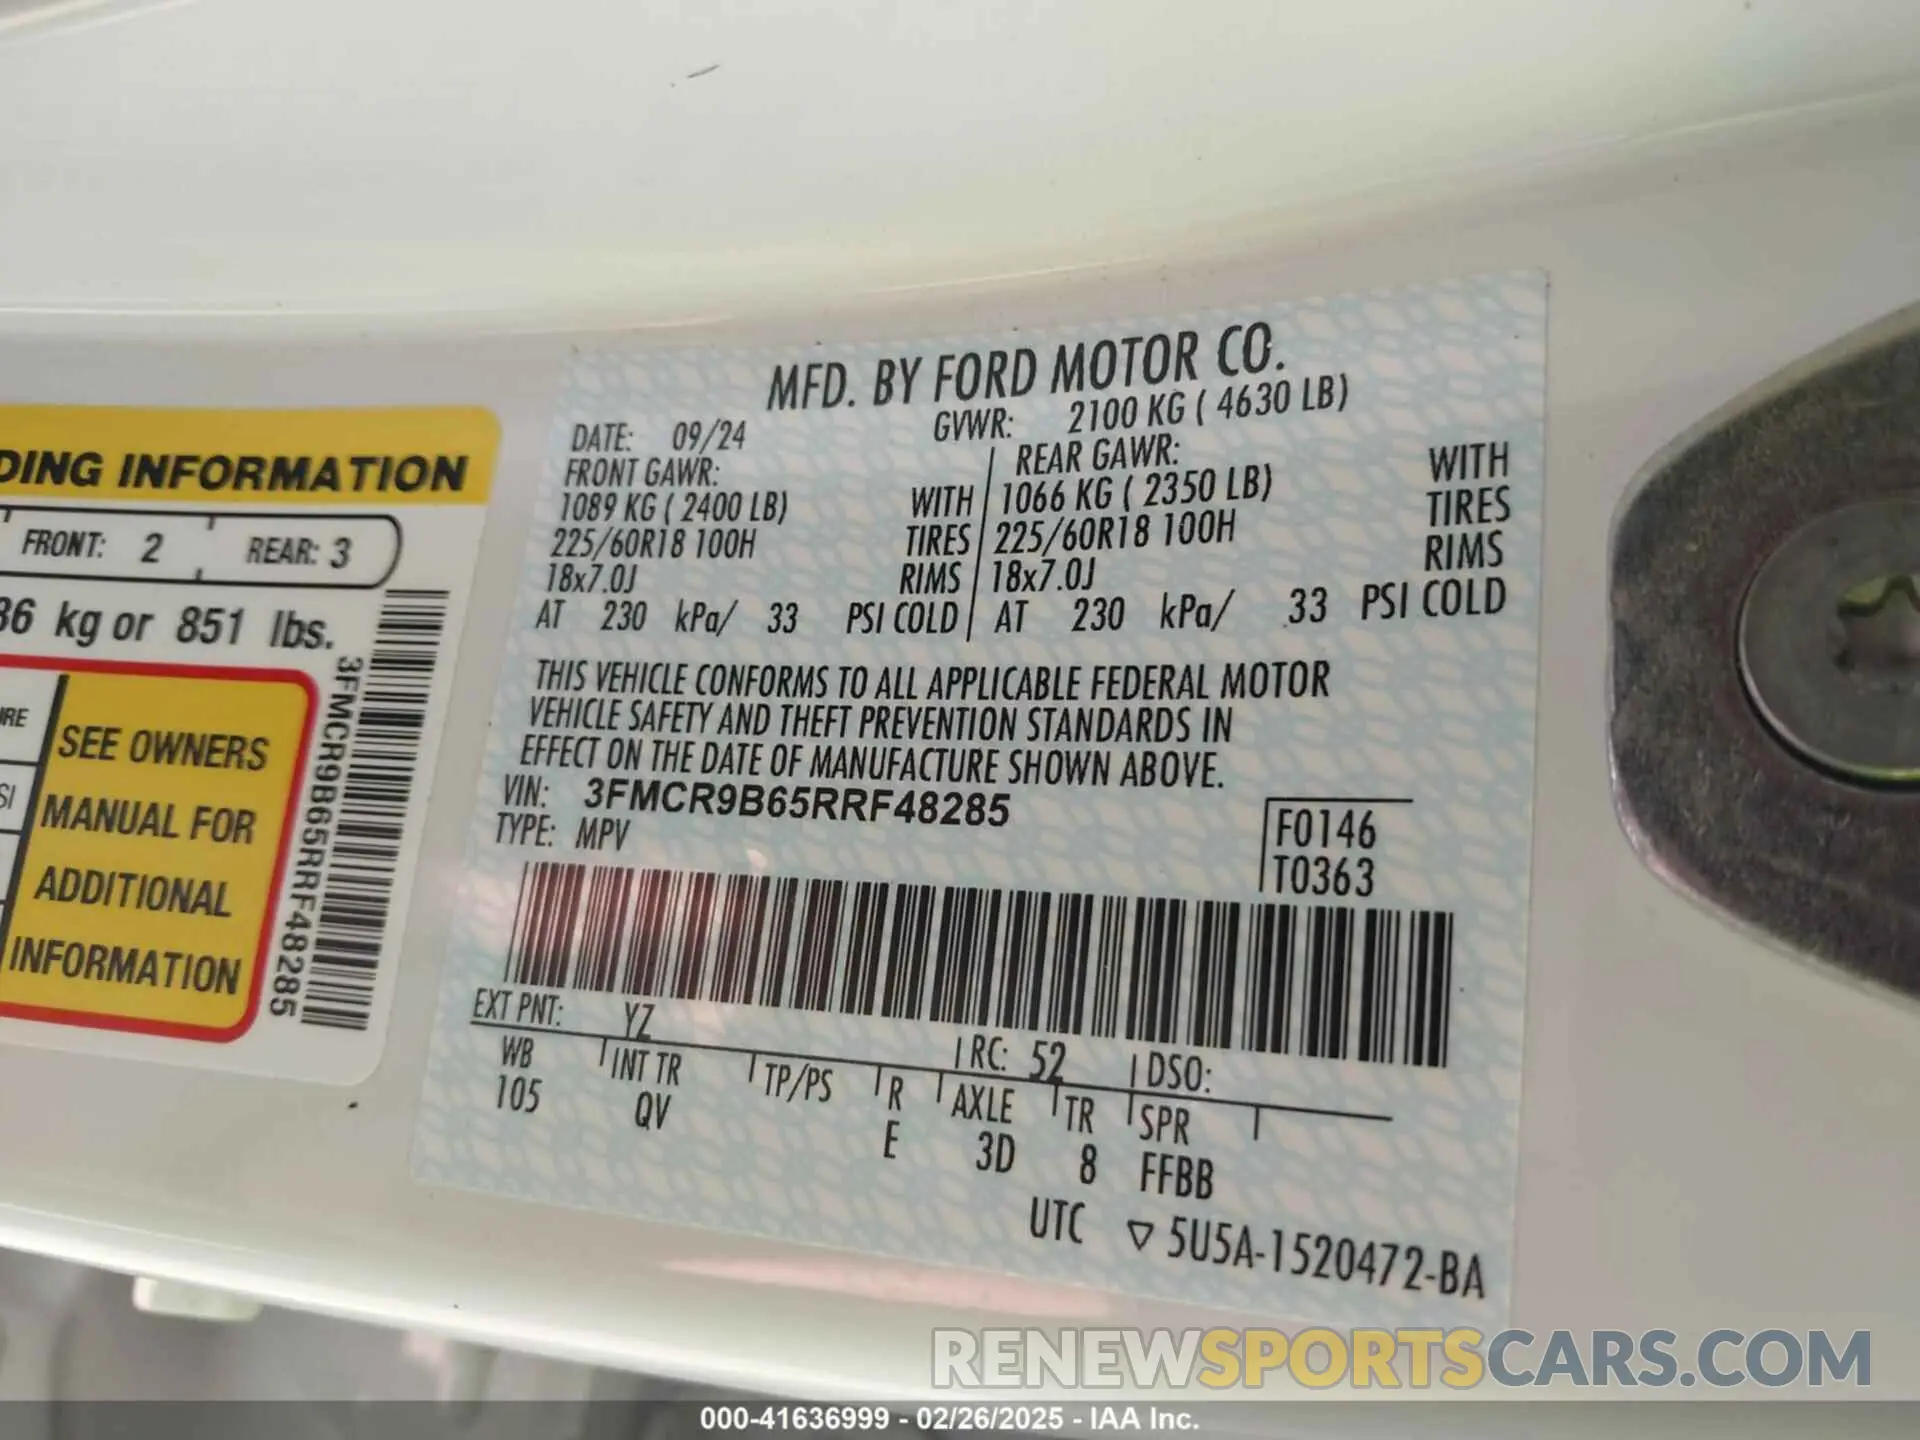 DING INFORMATION
FRONT: 2 REAR: 3
36 kg or 851 lbs.
SEE OWNERS
MANUAL FOR
ADDITIONAL
INFORMATION
3FMCR9B65RRF48285
MFD. BY FORD MOTOR CO.
DATE: 09/24 GVWR: 2100 KG ( 4630 LB)
FRONT GAWR: REAR GAWR:
1089 KG ( 2400 LB) WITH 1066 KG ( 2350 LB) WITH
225/60R18 100H TIRES 225/60R18 100H TIRES
18x7.0J RIMS 18x7.0J RIMS
AT 230 kPa/ 33 PSI COLD AT 230 kPa/ 33 PSI COLD
THIS VEHICLE CONFORMS TO ALL APPLICABLE FEDERAL MOTOR
VEHICLE SAFETY AND THEFT PREVENTION STANDARDS IN
EFFECT ON THE DATE OF MANUFACTURE SHOWN ABOVE.
VIN: 3FMCR9B65RRF48285
TYPE: MPV
F0146
T0363
EXT PNT: YZ RC: 52 DSO:
WB INT TR TP/PS R AXLE TR SPR
105 QV E 3D 8 FFBB
UTC ▽ 5U5A-1520472-BA
RENEWSPORTSCARS.COM
000-41636999 - 02/26/2025 - IAA Inc.